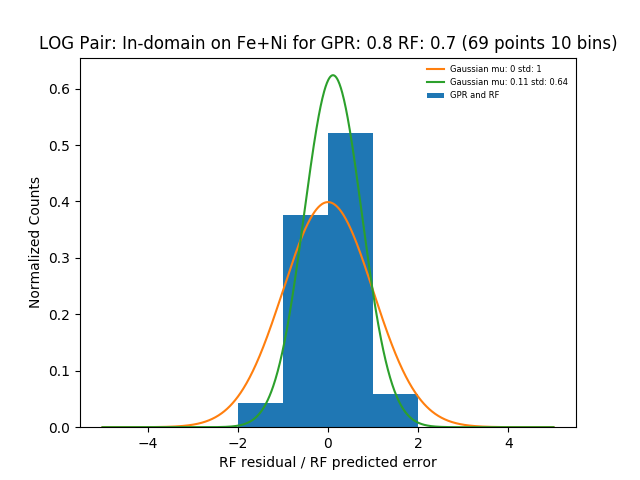 LOG Pair: In-domain on Fe+Ni for GPR: 0.8 RF: 0.7 (69 points 10 bins)
Gaussian mu: 0 std: 1
Gaussian mu: 0.11 std: 0.64
GPR and RF
Normalized Counts
0.6
0.5
0.4
0.3
0.2
0.1
0.0
−4 −2 0 2 4
RF residual / RF predicted error